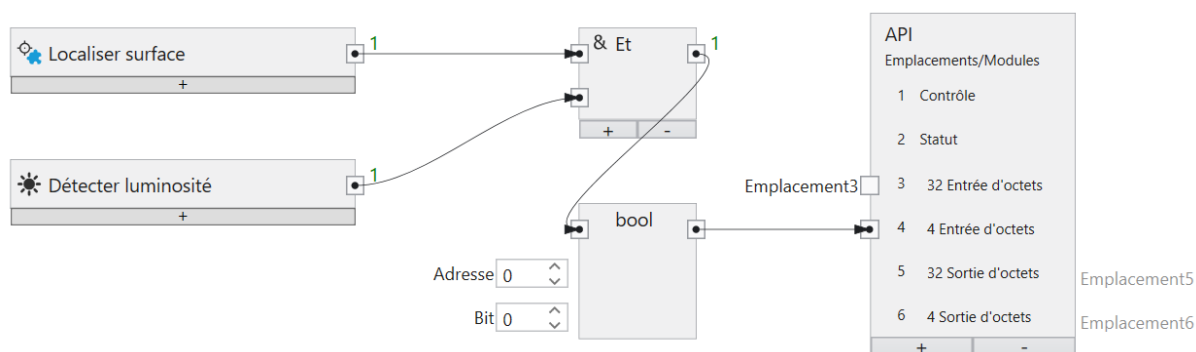 Localiser surface
1
+
Détecter luminosité
1
+
& Et
1
+ -
bool
Adresse 0
Bit 0
API
Emplacements/Modules
1 Contrôle
2 Statut
Emplacement3 3 32 Entrée d'octets
4 4 Entrée d'octets
5 32 Sortie d'octets Emplacement5
6 4 Sortie d'octets Emplacement6
+ -